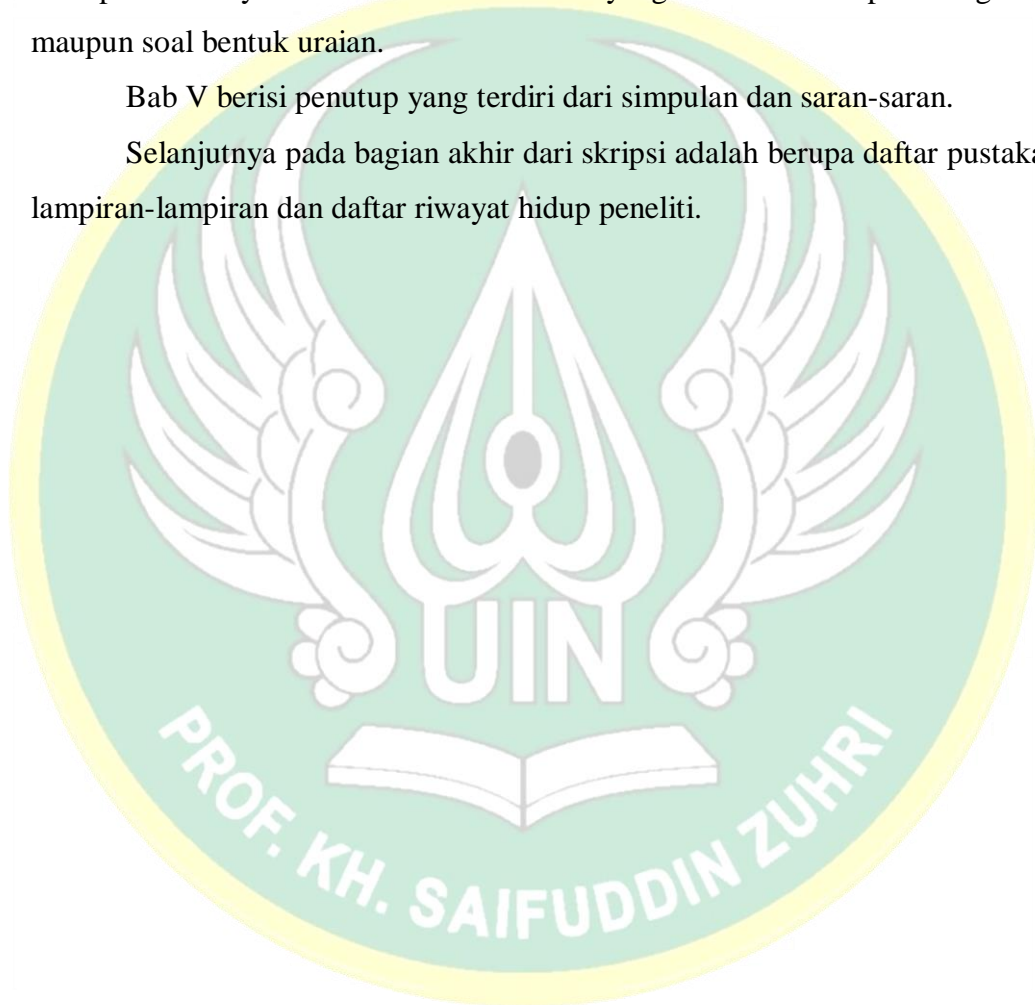 maupun soal bentuk uraian.
Bab V berisi penutup yang terdiri dari simpulan dan saran-saran.
Selanjutnya pada bagian akhir dari skripsi adalah berupa daftar pustaka
lampiran-lampiran dan daftar riwayat hidup peneliti.
UIN
PROF. KH. SAIFUDDIN ZUHRI